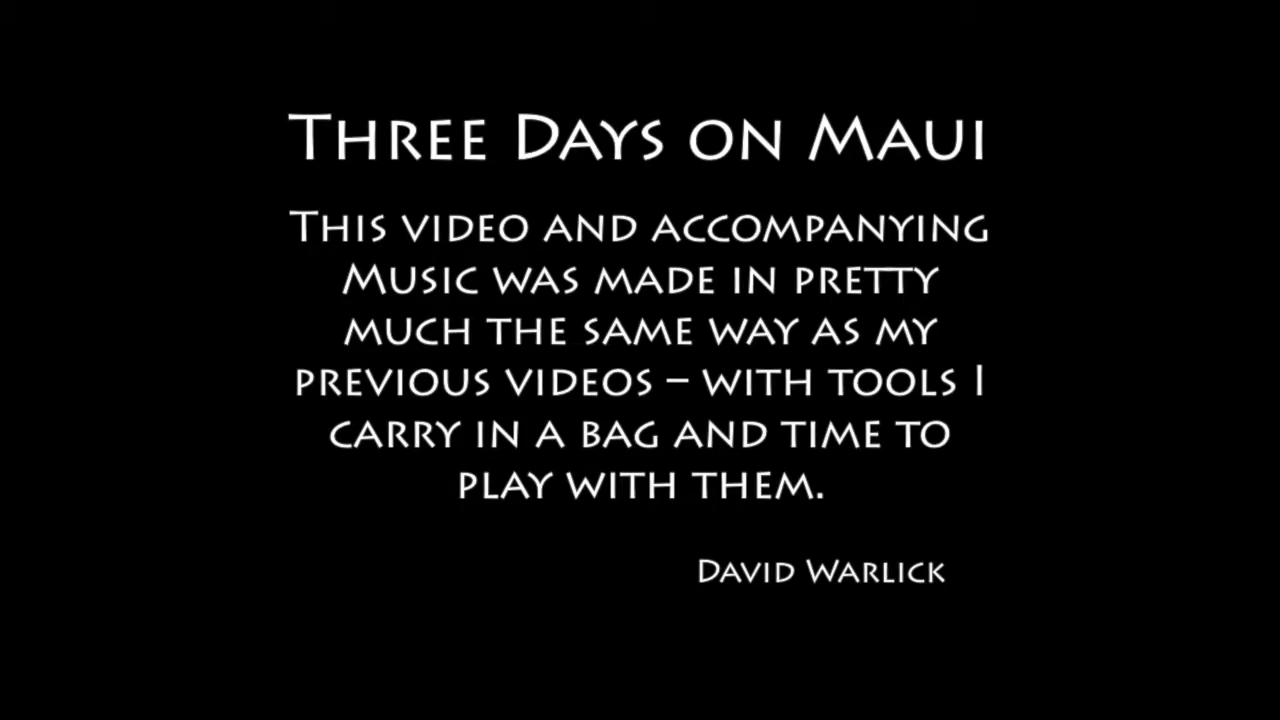 Three Days on Maui
This video and accompanying
Music was made in pretty
much the same way as my
previous videos – with tools I
carry in a bag and time to
play with them.
David Warlick